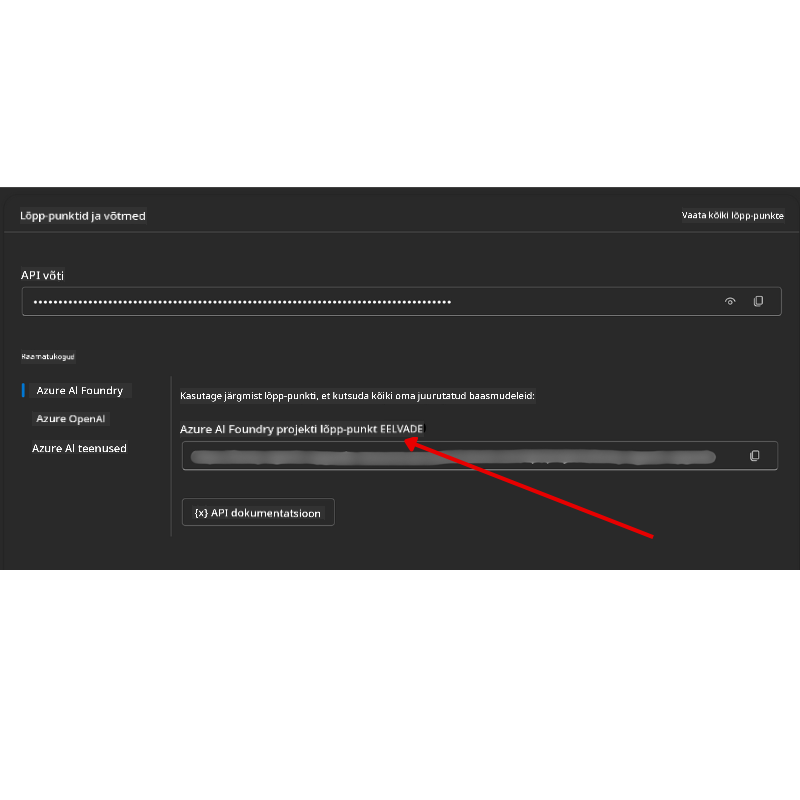 Lõpp-punktid ja võtmed
Vaata kõiki lõpp-punkte
API võti
Raamatukogud
Azure AI Foundry
Azure OpenAI
Azure AI teenused
Kasutage järgmist lõpp-punkti, et kutsuda kõiki oma juurutatud baasmudeleid:
Azure AI Foundry projekti lõpp-punkt EELVADE
{x} API dokumentatsioon